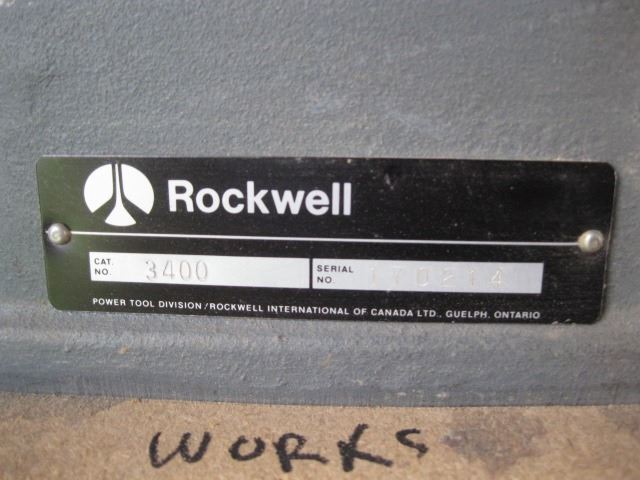 Rockwell
CAT. NO. 3400
SERIAL NO.
POWER TOOL DIVISION/ROCKWELL INTERNATIONAL OF CANADA LTD., GUELPH, ONTARIO
WORKS